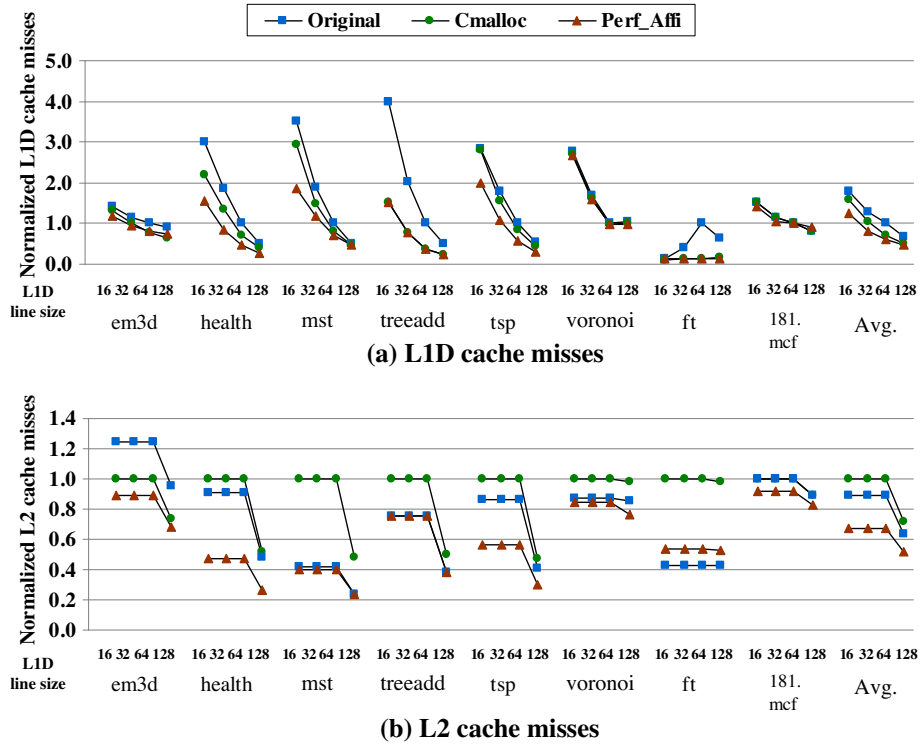 Original Cmalloc Perf_Affi
Normalized L1D cache misses
5.0
4.0
3.0
2.0
1.0
0.0
L1D
line size
16 32 64 128 16 32 64 128 16 32 64 128 16 32 64 128 16 32 64 128 16 32 64 128 16 32 64 128 16 32 64 128 16 32 64 128
em3d health mst treeadd tsp voronoi ft 181. Avg.
mcf
(a) L1D cache misses
Normalized L2 cache misses
1.4
1.2
1.0
0.8
0.6
0.4
0.2
0.0
L1D
line size
16 32 64 128 16 32 64 128 16 32 64 128 16 32 64 128 16 32 64 128 16 32 64 128 16 32 64 128 16 32 64 128 16 32 64 128
em3d health mst treeadd tsp voronoi ft 181. Avg.
mcf
(b) L2 cache misses